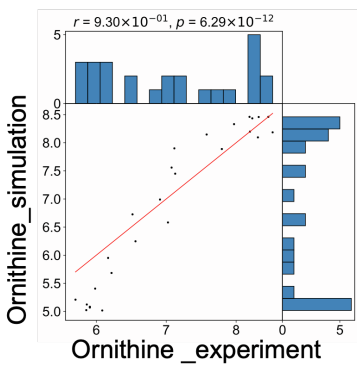 r = 9.30×10⁻⁰¹, p = 6.29×10⁻¹²
5
0
8.5
8.0
7.5
7.0
6.5
6.0
5.5
5.0
Ornithine_simulation
6 7 8 0 5
Ornithine _experiment